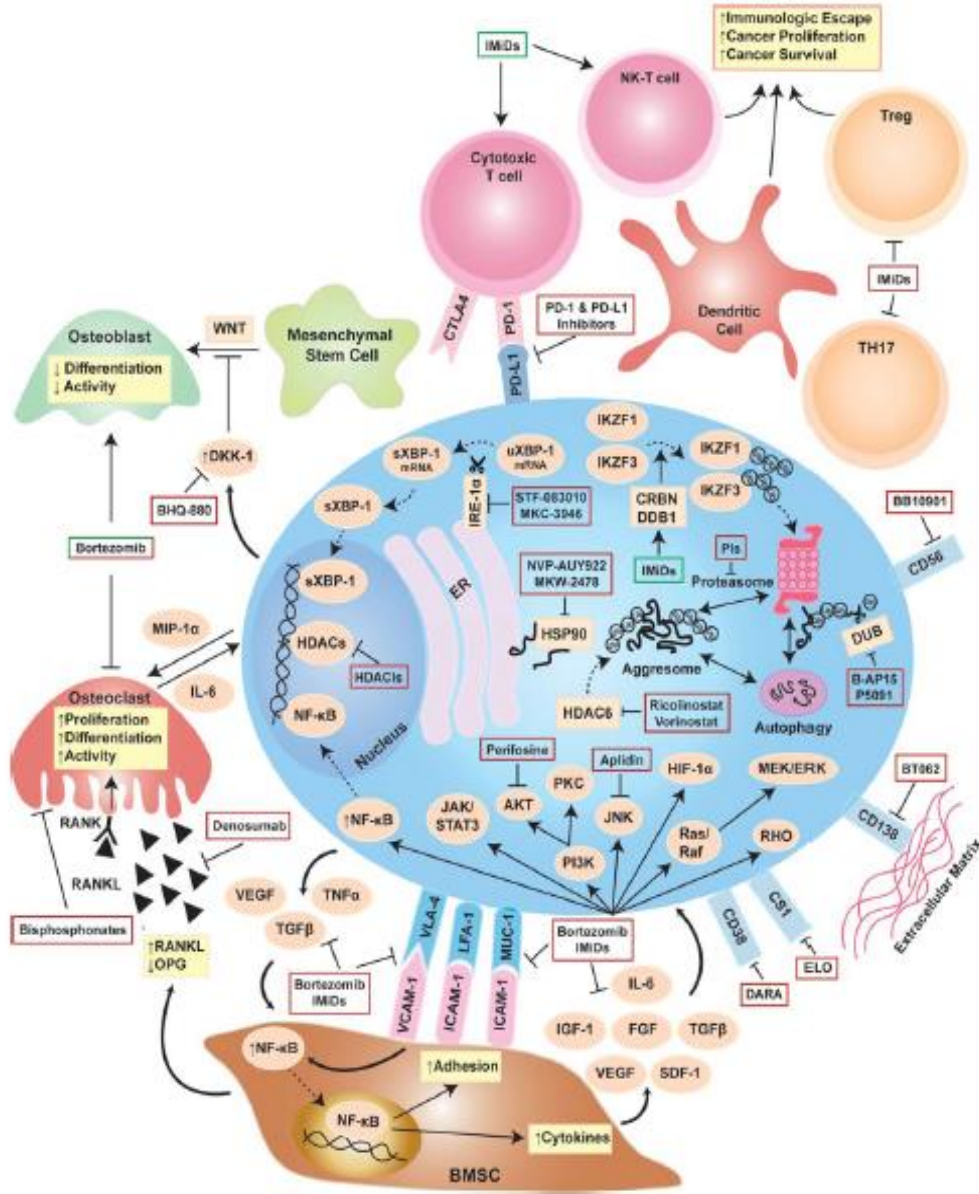 ↑Immunologic Escape
↑Cancer Proliferation
↑Cancer Survival
IMiDs
NK-T cell
Treg
Cytotoxic
T cell
IMiDs
CTLA4
PD-1
PD-L1
PD-1 & PD-L1
Inhibitors
Dendritic
Cell
TH17
WNT
Osteoblast
↓ Differentiation
↓ Activity
Mesenchymal
Stem Cell
↑DKK-1
BHQ-880
Bortezomib
sXBP-1
mRNA
uXBP-1
mRNA
IRE-1α
STF-083010
MKC-3946
sXBP-1
IKZF1
IKZF3
IKZF1
IKZF3
CRBN
DDB1
IMiDs
BB10901
CD56
PIs
Proteasome
sXBP-1
HDACs
HDACIs
NF-κB
Nucleus
ER
NVP-AUY922
MKW-2478
HSP90
Aggresome
DUB
B-AP15
P5091
HDAC6
Ricolinostat
Vorinostat
Autophagy
MIP-1α
IL-6
Osteoclast
↑Proliferation
↑Differentiation
↑Activity
RANK
RANKL
Denosumab
Bisphosphonates
↑RANKL
↓OPG
Perifosine
Aplidin
PKC
AKT
HIF-1α
MEK/ERK
JAK/
STAT3
JNK
↑NF-κB
PI3K
Ras/
Raf
RHO
BT062
CD138
Extracellular Matrix
CS1
CD38
ELO
DARA
VEGF
TNFα
TGFβ
Bortezomib
IMiDs
VLA-4
LFA-1
MUC-1
VCAM-1
ICAM-1
ICAM-1
Bortezomib
IMiDs
IL-6
IGF-1
FGF
TGFβ
VEGF
SDF-1
↑NF-κB
↑Adhesion
NF-κB
↑Cytokines
BMSC